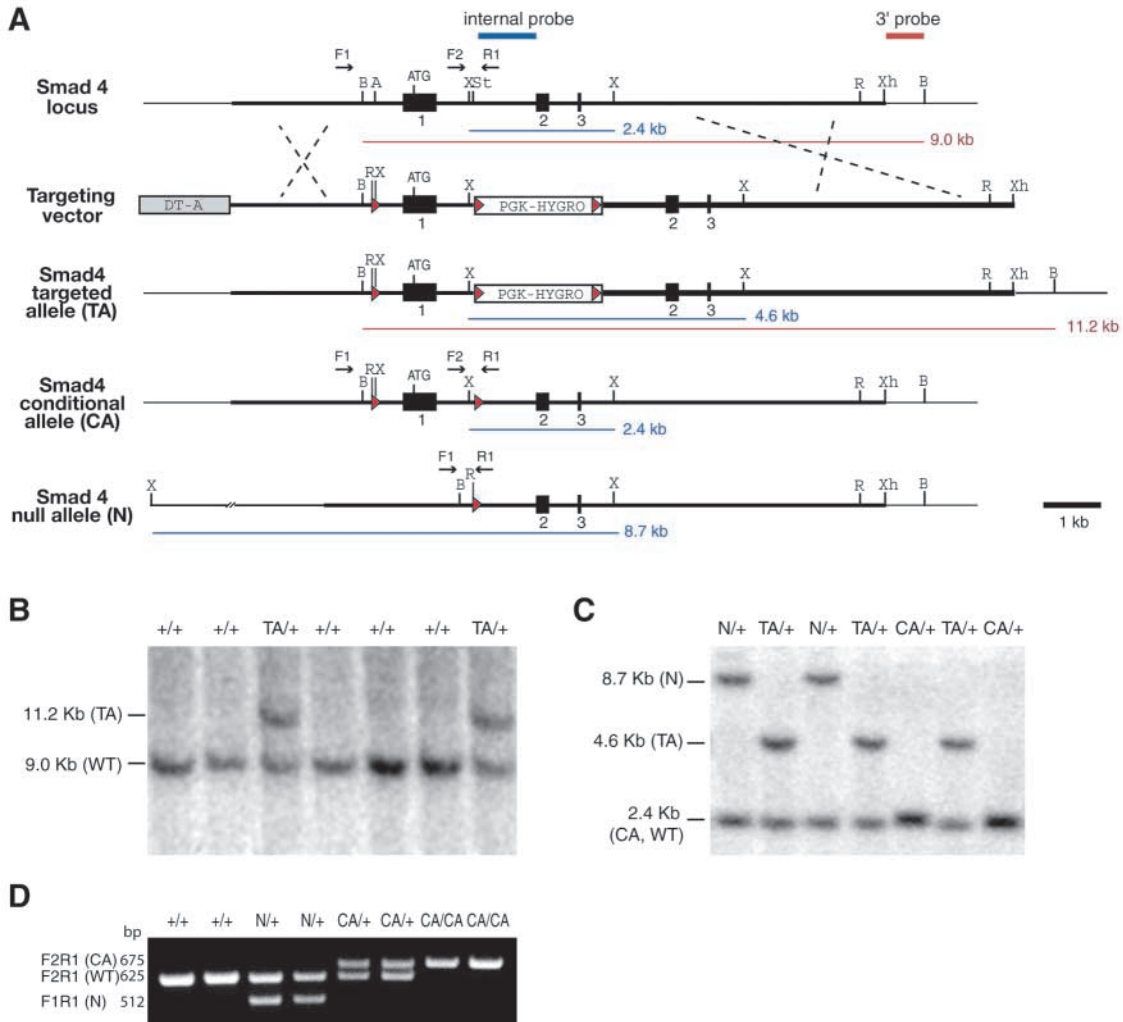 A
internal probe
3' probe
F1 F2 R1
B A ATG X St X R Xh B
Smad 4
locus
1 2 3
2.4 kb
9.0 kb
RX
B ATG X X R Xh
Targeting
vector
DT-A
PGK-HYGRO
1 2 3
RX
B ATG X X R Xh B
Smad4
targeted
allele (TA)
PGK-HYGRO
1 2 3
4.6 kb
11.2 kb
F1 F2 R1
RX
B ATG X X R Xh B
Smad4
conditional
allele (CA)
1 2 3
2.4 kb
F1 R1
X B R X R Xh B
Smad 4
null allele (N)
2 3
1 kb
8.7 kb
B
+/+ +/+ TA/+ +/+ +/+ +/+ TA/+
11.2 Kb (TA)
9.0 Kb (WT)
C
N/+ TA/+ N/+ TA/+ CA/+ TA/+ CA/+
8.7 Kb (N)
4.6 Kb (TA)
2.4 Kb
(CA, WT)
D
bp +/+ +/+ N/+ N/+ CA/+ CA/+ CA/CA CA/CA
F2R1 (CA) 675
F2R1 (WT) 625
F1R1 (N) 512